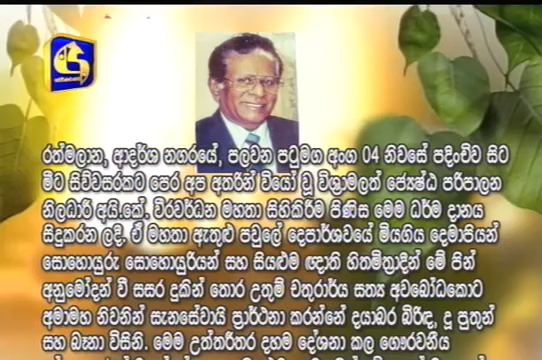 රත්මලාන, ආදර්ශ නගරයේ, පලවන පටුමග අංග 04 නිවසේ පදිංචිව සිට
මීට සිව්වසරකට පෙර අප අතරින් වියෝ වූ විශ්‍රාමලත් ජ්‍යෙෂ්ඨ පරිපාලන
නිලධාරී අයි.කේ. වීරවර්ධන මහතා සිහිකිරීම පිණිස මෙම ධර්ම දානය
සිදුකරන ලදී. ඒ මහතා ඇතුළු පවුලේ දෙපාර්ශවයේ මියගිය දෙමාපියන්
සොහොයුරු සොහොයුරියන් සහ සියළුම ඥාති හිතමිත්‍රාදීන් මේ පින්
අනුමෝදන් වී සසර දුකින් තොර උතුම් චතුරාර්ය සත්‍ය අවබෝධකොට
අමාමහ නිවනින් සැනසේවායි ප්‍රාර්ථනා කරන්නේ දයාබර බිරිඳ, දූ පුතුන්
සහ බෑනා විසිනි. මෙම උත්තරීතර දහම දේශනා කල ගෞරවනීය